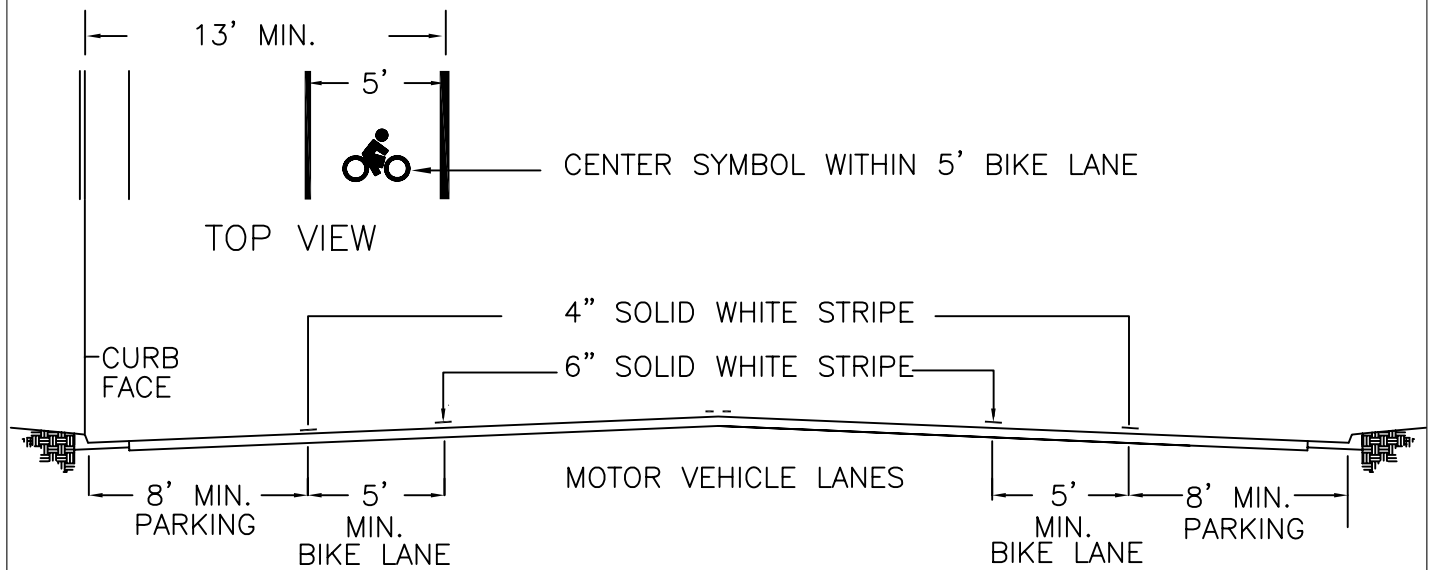 13' MIN.
5'
CENTER SYMBOL WITHIN 5' BIKE LANE
TOP VIEW
4” SOLID WHITE STRIPE
6” SOLID WHITE STRIPE
CURB
FACE
MOTOR VEHICLE LANES
8' MIN.
PARKING
5'
MIN.
BIKE LANE
5'
MIN.
BIKE LANE
8' MIN.
PARKING